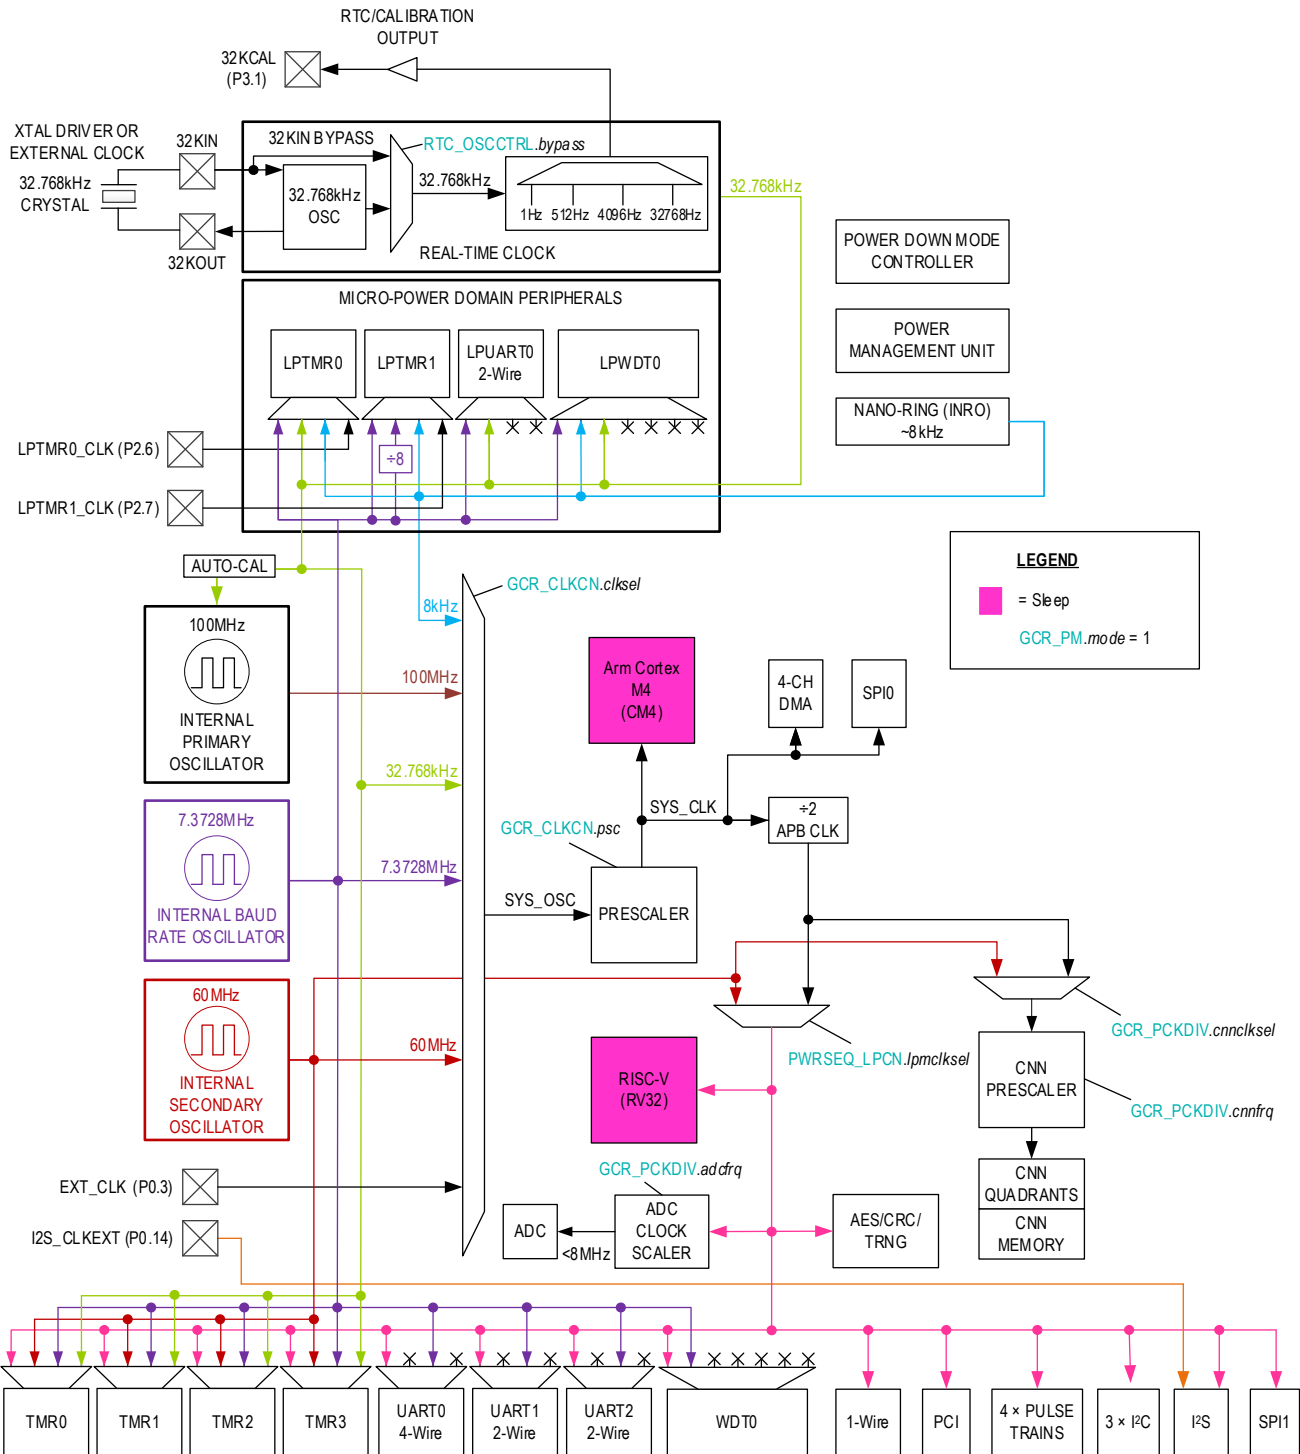 RTC/CALIBRATION
OUTPUT
32KCAL
(P3.1)
XTAL DRIVER OR
EXTERNAL CLOCK
32.768kHz
CRYSTAL
32KIN
32KOUT
32KIN BYPASS
RTC_OSCCTRL.bypass
32.768kHz
OSC
32.768kHz
1Hz
512Hz
4096Hz
32768Hz
REAL-TIME CLOCK
32.768kHz
POWER DOWN MODE
CONTROLLER
POWER
MANAGEMENT UNIT
NANO-RING (INRO)
~8kHz
MICRO-POWER DOMAIN PERIPHERALS
LPTMR0
LPTMR1
LPUART0
2-Wire
LPWDT0
÷8
LPTMR0_CLK (P2.6)
LPTMR1_CLK (P2.7)
LEGEND
= Sleep
GCR_PM.mode = 1
AUTO-CAL
100MHz
INTERNAL
PRIMARY
OSCILLATOR
7.3728MHz
INTERNAL BAUD
RATE OSCILLATOR
60MHz
INTERNAL
SECONDARY
OSCILLATOR
EXT_CLK (P0.3)
I2S_CLKEXT (P0.14)
GCR_CLKCN.clksel
8kHz
100MHz
32.768kHz
7.3728MHz
60MHz
SYS_OSC
GCR_CLKCN.psc
PRESCALER
Arm Cortex
M4
(CM4)
SYS_CLK
4-CH
DMA
SPI0
÷2
APB CLK
PWRSEQ_LPCN.lpmclksel
GCR_PCKDIV.cnnclksel
CNN
PRESCALER
GCR_PCKDIV.cnnfrq
CNN
QUADRANTS
CNN
MEMORY
RISC-V
(RV32)
GCR_PCKDIV.adcfrq
ADC
<8MHz
ADC
CLOCK
SCALER
AES/CRC/
TRNG
TMR0
TMR1
TMR2
TMR3
UART0
4-Wire
UART1
2-Wire
UART2
2-Wire
WDT0
1-Wire
PCI
4 × PULSE
TRAINS
3 × I²C
I²S
SPI1